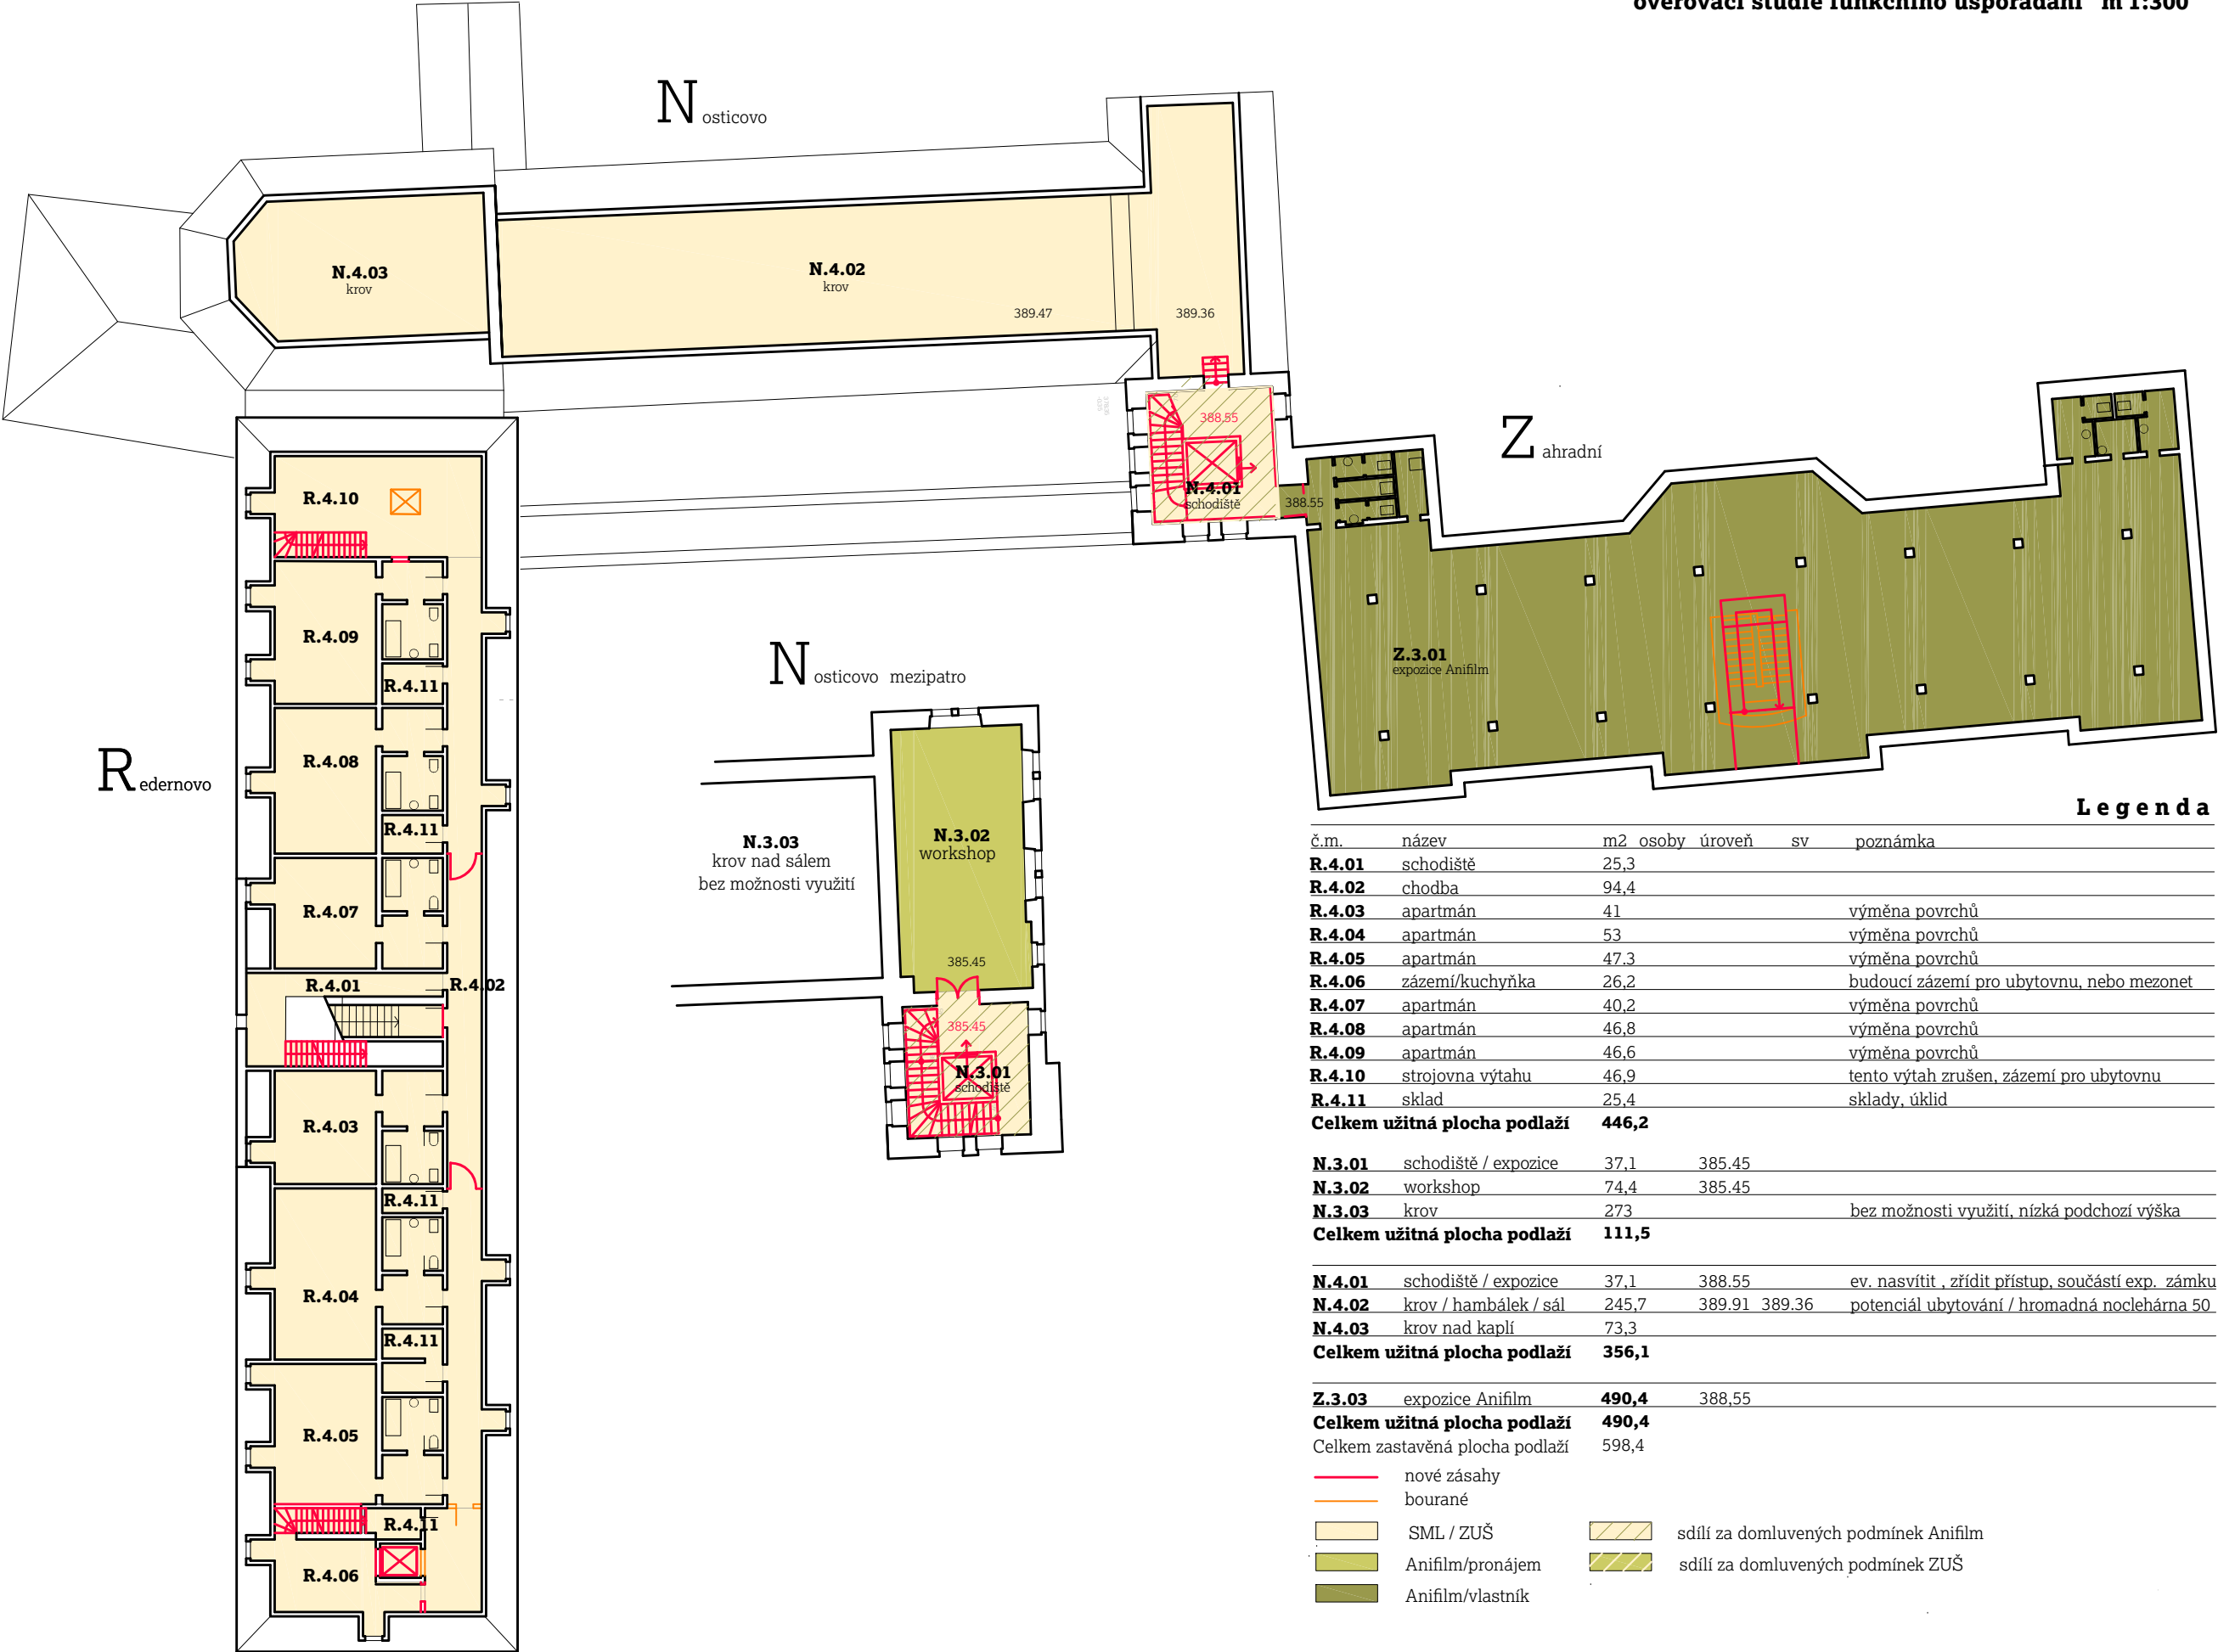 ověřovací studie funkčního uspořádání m 1:300
Nosticovo
N.4.03
krov
N.4.02
krov
389.47
389.36
388.55
N.4.01
schodiště
388.55
Zahradní
Z.3.01
expozice Anifilm
Redernovo
R.4.10
R.4.09
R.4.11
R.4.08
R.4.11
R.4.07
R.4.01
R.4.02
R.4.03
R.4.11
R.4.04
R.4.11
R.4.05
R.4.11
R.4.06
Nosticovo mezipatro
N.3.03
krov nad sálem
bez možnosti využití
N.3.02
workshop
385.45
385.45
N.3.01
schodiště
Legenda
č.m. název m2 osoby úroveň sv poznámka
R.4.01 schodiště 25,3
R.4.02 chodba 94,4
R.4.03 apartmán 41 výměna povrchů
R.4.04 apartmán 53 výměna povrchů
R.4.05 apartmán 47.3 výměna povrchů
R.4.06 zázemí/kuchyňka 26,2 budoucí zázemí pro ubytovnu, nebo mezonet
R.4.07 apartmán 40,2 výměna povrchů
R.4.08 apartmán 46,8 výměna povrchů
R.4.09 apartmán 46,6 výměna povrchů
R.4.10 strojovna výtahu 46,9 tento výtah zrušen, zázemí pro ubytovnu
R.4.11 sklad 25,4 sklady, úklid
Celkem užitná plocha podlaží 446,2
N.3.01 schodiště / expozice 37,1 385.45
N.3.02 workshop 74,4 385.45
N.3.03 krov 273 bez možnosti využití, nízká podchozí výška
Celkem užitná plocha podlaží 111,5
N.4.01 schodiště / expozice 37,1 388.55 ev. nasvítit , zřídit přístup, součástí exp. zámku
N.4.02 krov / hambálek / sál 245,7 389.91 389.36 potenciál ubytování / hromadná noclehárna 50
N.4.03 krov nad kaplí 73,3
Celkem užitná plocha podlaží 356,1
Z.3.03 expozice Anifilm 490,4 388,55
Celkem užitná plocha podlaží 490,4
Celkem zastavěná plocha podlaží 598,4
nové zásahy
bourané
SML / ZUŠ sdílí za domluvených podmínek Anifilm
Anifilm/pronájem sdílí za domluvených podmínek ZUŠ
Anifilm/vlastník